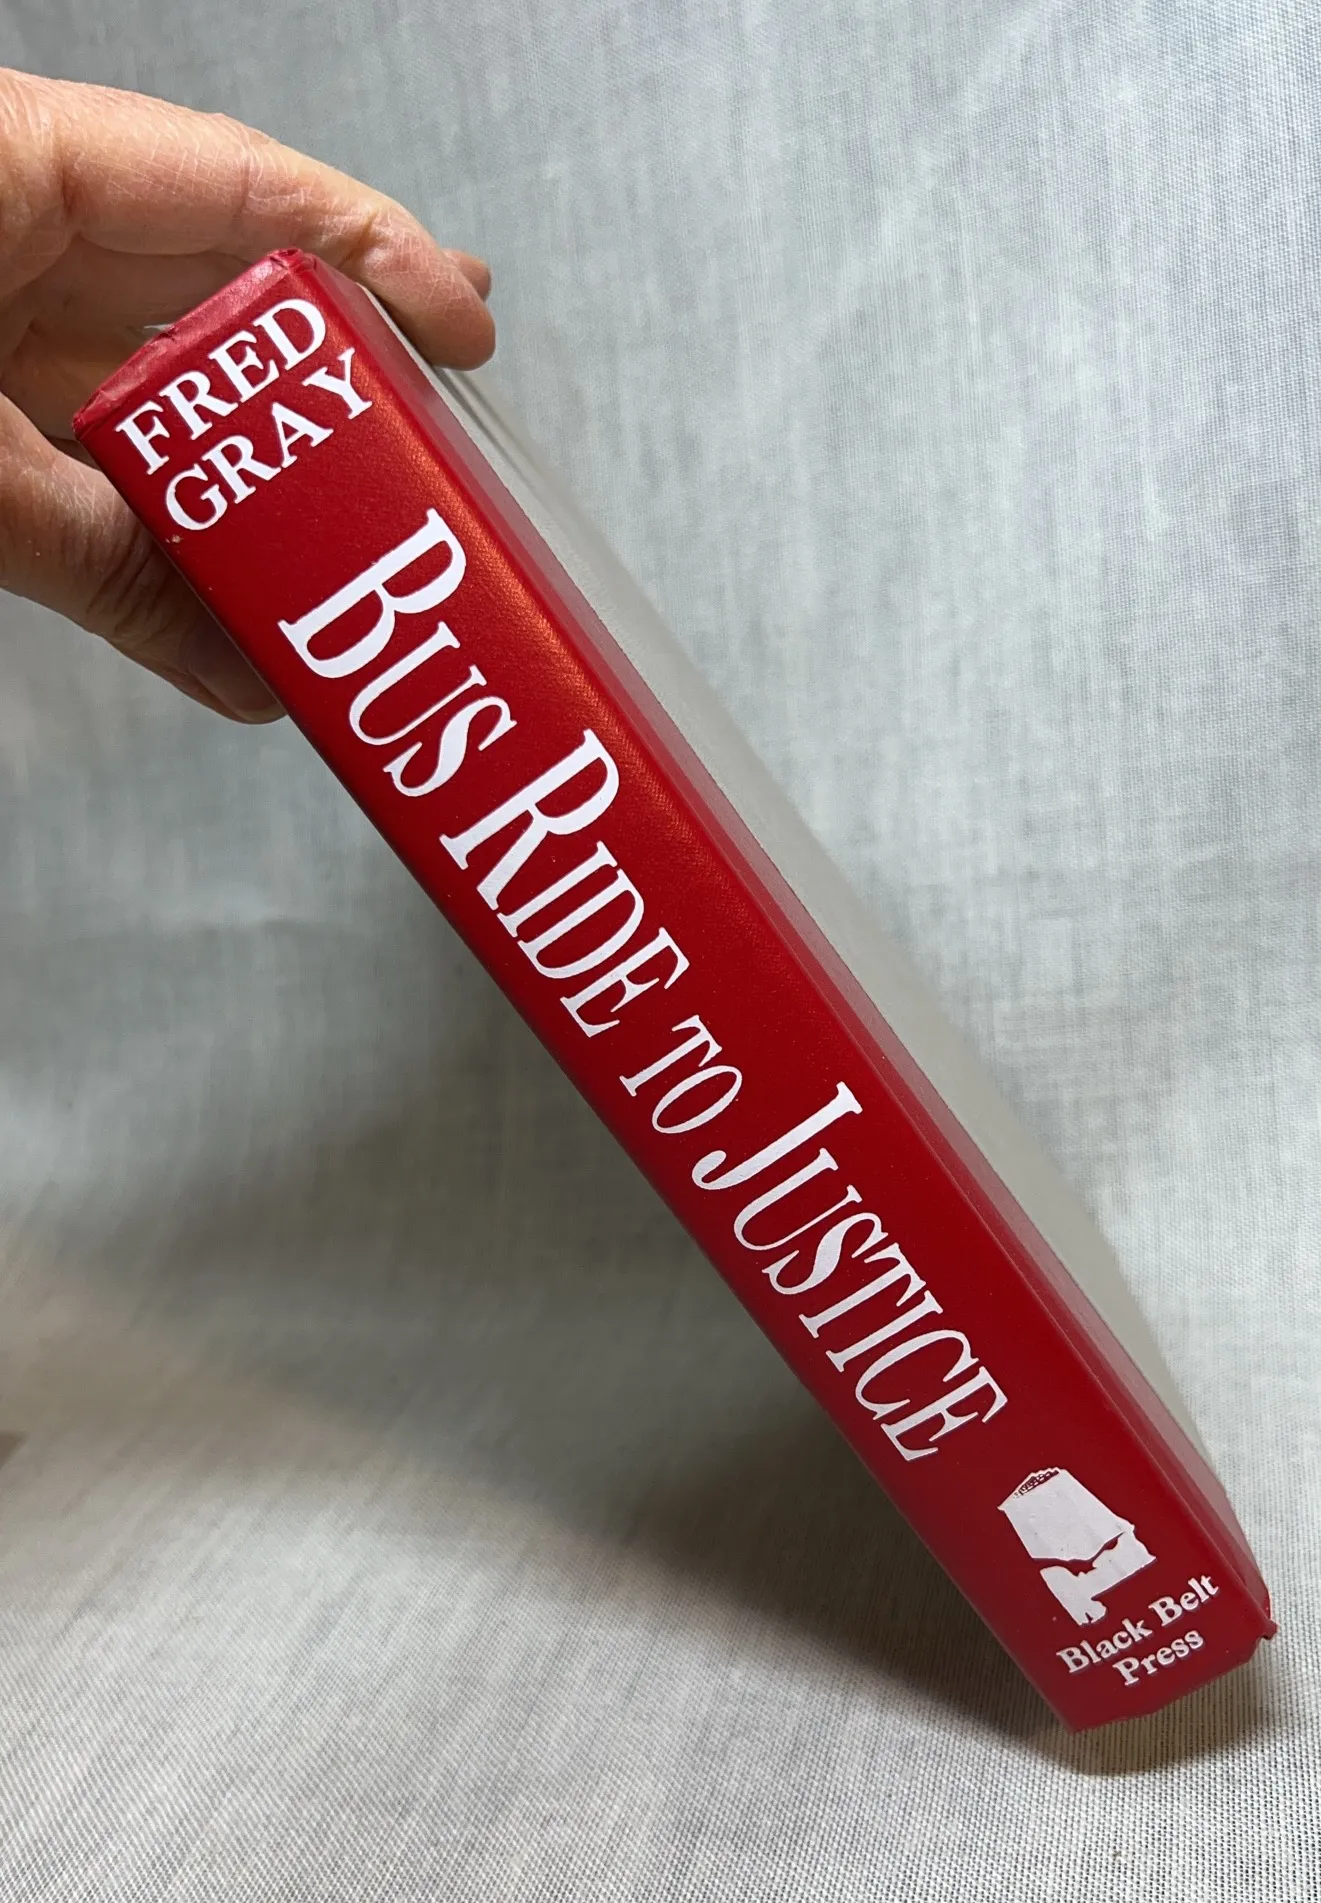 FRED
GRAY
BUS RIDE TO JUSTICE
Black Belt
Press